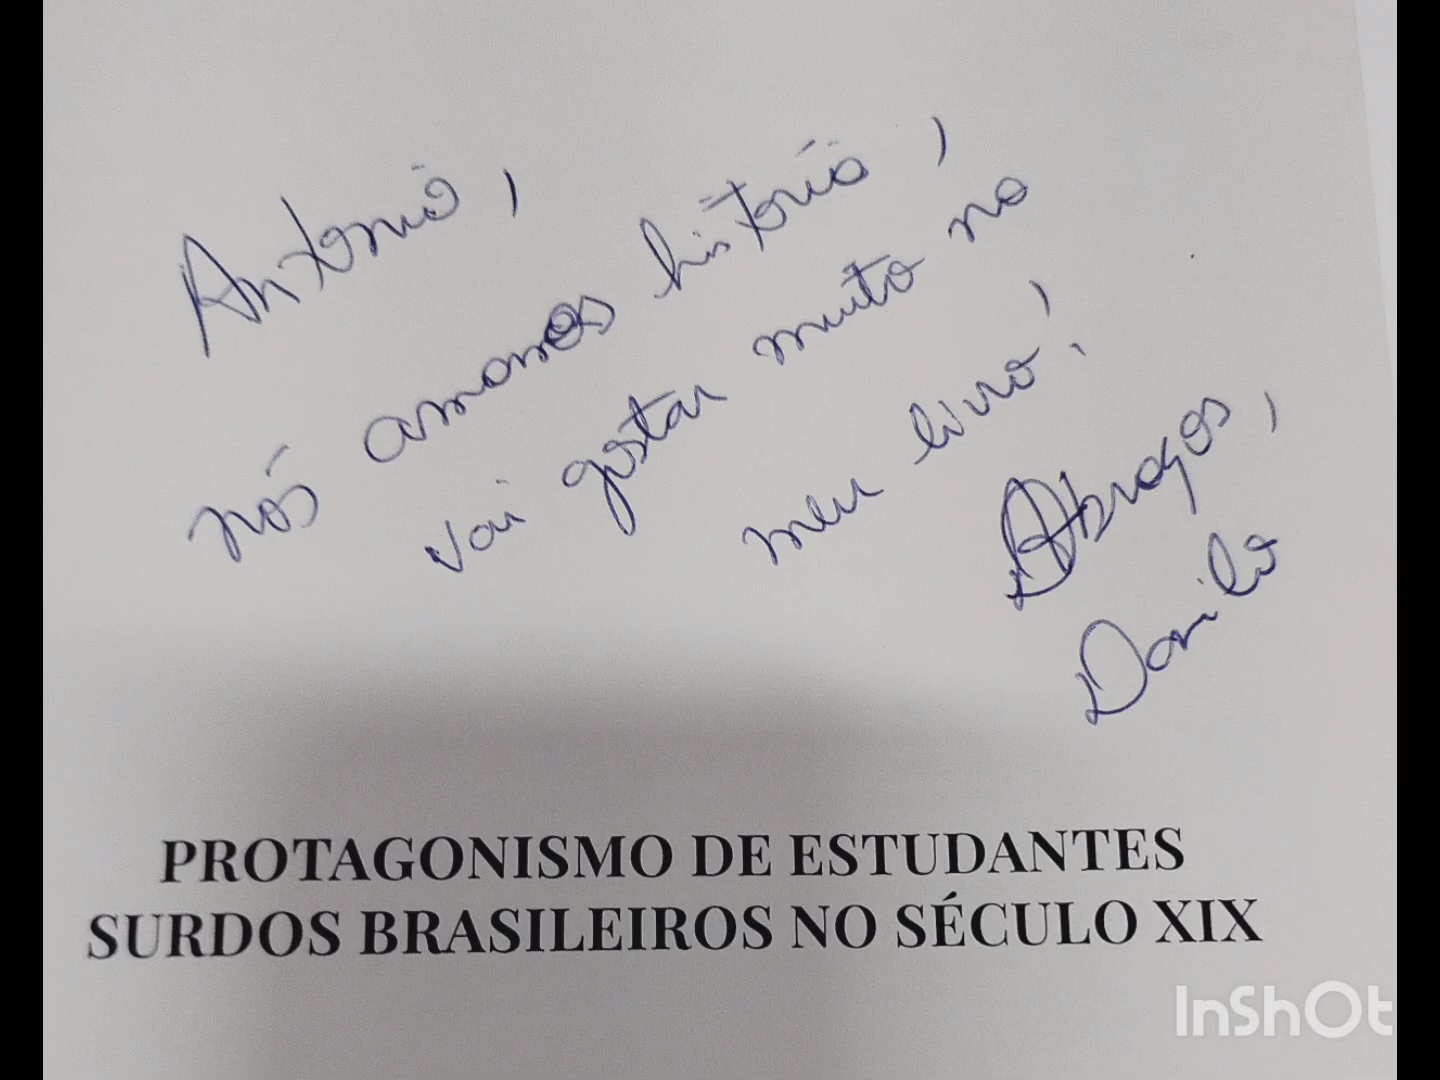 Antonio,
nós amamos história,
vai gostar muito no
meu livro!
Abraços,
Danilo
PROTAGONISMO DE ESTUDANTES
SURDOS BRASILEIROS NO SÉCULO XIX
InShOt